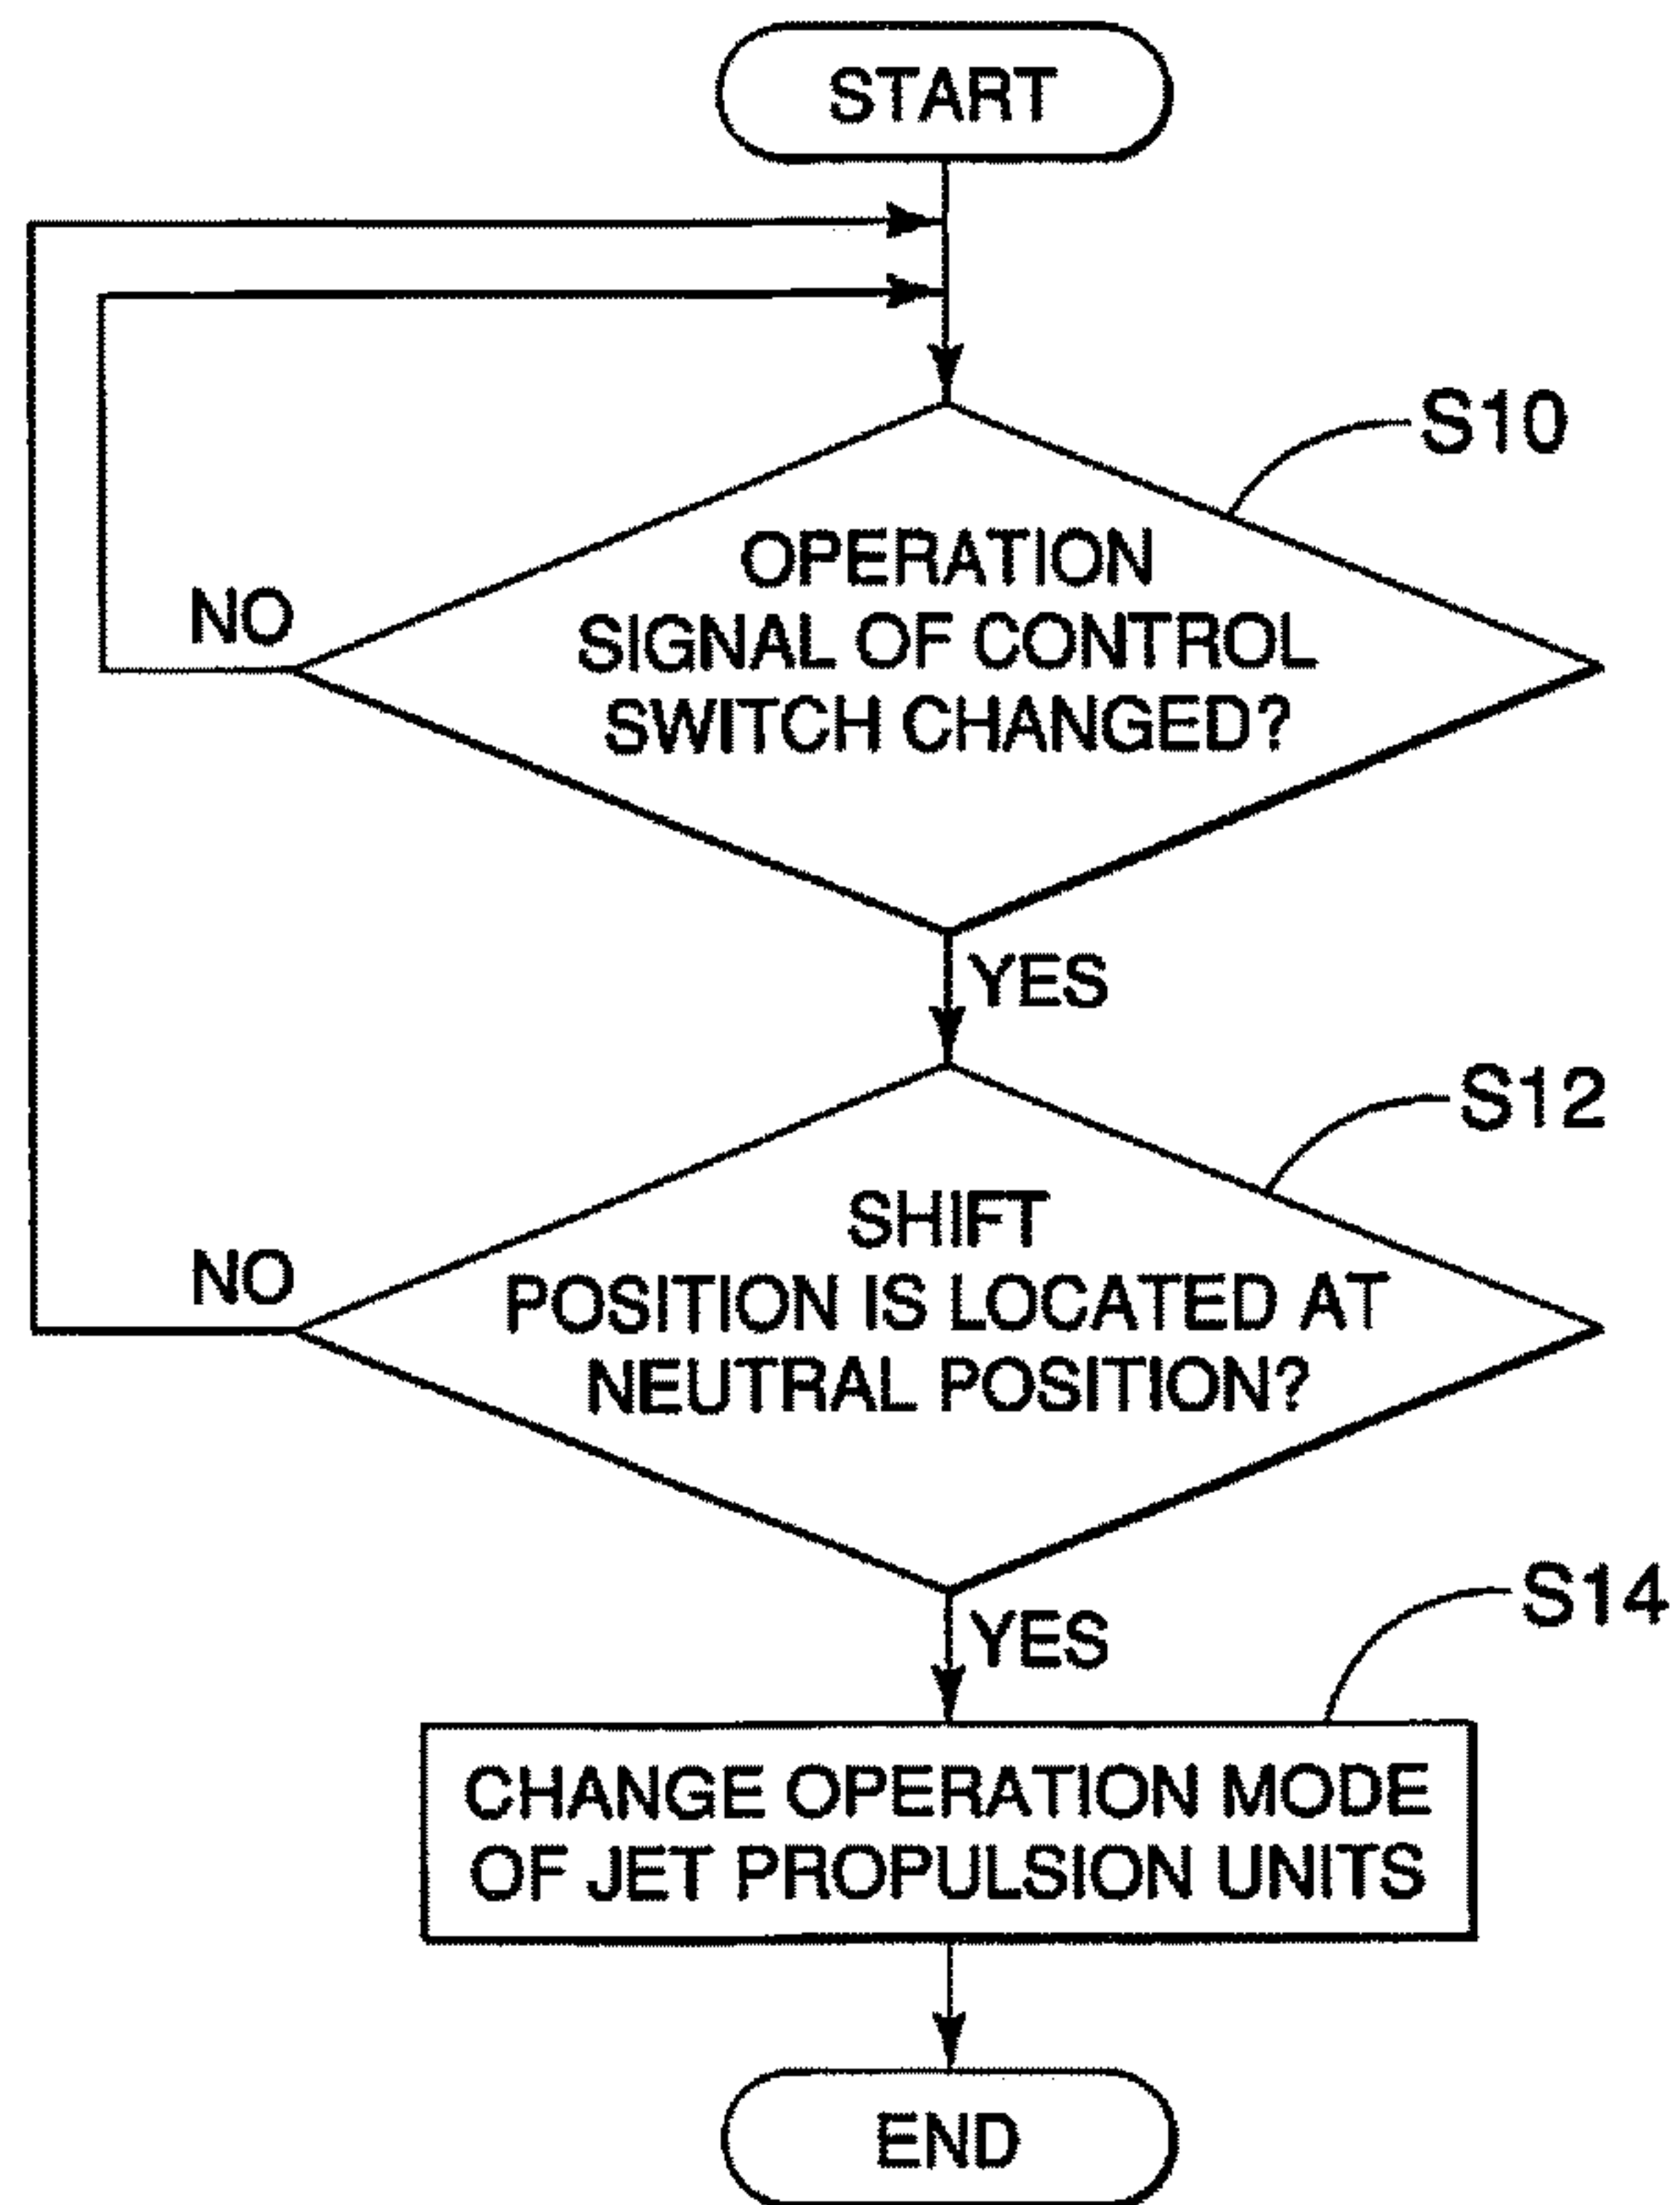 START
S10
OPERATION
SIGNAL OF CONTROL
SWITCH CHANGED?
NO
YES
S12
SHIFT
POSITION IS LOCATED AT
NEUTRAL POSITION?
NO
YES
S14
CHANGE OPERATION MODE
OF JET PROPULSION UNITS
END